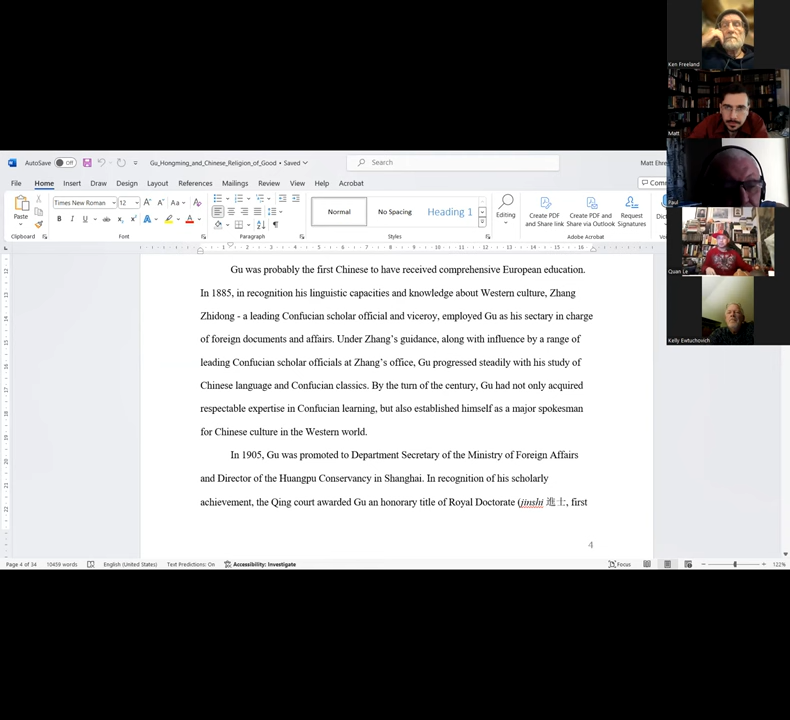 Ken Freeland
Matt
Paul
Quan Le
Kelly Ewtuchovich
AutoSave Off
Gu_Hongming_and_Chinese_Religion_of_Good • Saved
Search
Matt Ehre
File Home Insert Draw Design Layout References Mailings Review View Help Acrobat
Comm
Paste
Times New Roman 12
Normal
No Spacing
Heading 1
Editing
Create PDF and Share link
Create PDF and Share via Outlook
Request Signatures
Dict
Clipboard Font Paragraph Styles Adobe Acrobat Voi
Gu was probably the first Chinese to have received comprehensive European education.
In 1885, in recognition his linguistic capacities and knowledge about Western culture, Zhang
Zhidong - a leading Confucian scholar official and viceroy, employed Gu as his sectary in charge
of foreign documents and affairs. Under Zhang's guidance, along with influence by a range of
leading Confucian scholar officials at Zhang's office, Gu progressed steadily with his study of
Chinese language and Confucian classics. By the turn of the century, Gu had not only acquired
respectable expertise in Confucian learning, but also established himself as a major spokesman
for Chinese culture in the Western world.
In 1905, Gu was promoted to Department Secretary of the Ministry of Foreign Affairs
and Director of the Huangpu Conservancy in Shanghai. In recognition of his scholarly
achievement, the Qing court awarded Gu an honorary title of Royal Doctorate (jinshi 進士, first
4
Page 4 of 34 10459 words English (United States) Text Predictions: On Accessibility: Investigate Focus 122%